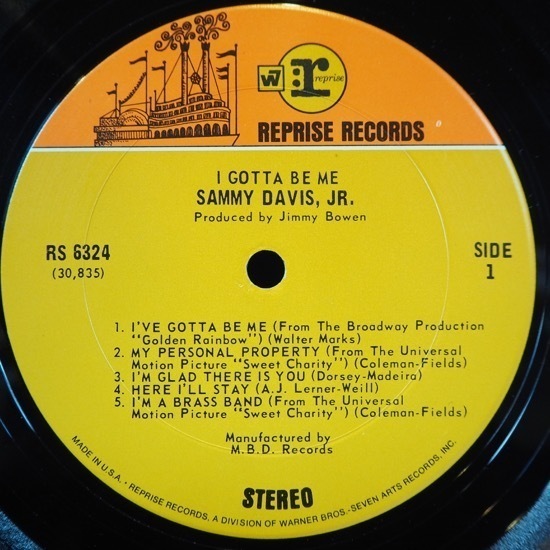 W7 r reprise
REPRISE RECORDS
I GOTTA BE ME
SAMMY DAVIS, JR.
Produced by Jimmy Bowen
RS 6324
(30,835)
SIDE
1
1. I'VE GOTTA BE ME (From The Broadway Production
"Golden Rainbow") (Walter Marks)
2. MY PERSONAL PROPERTY (From The Universal
Motion Picture "Sweet Charity") (Coleman-Fields)
3. I'M GLAD THERE IS YOU (Dorsey-Madeira)
4. HERE I'LL STAY (A.J. Lerner-Weill)
5. I'M A BRASS BAND (From The Universal
Motion Picture "Sweet Charity") (Coleman-Fields)
Manufactured by
M.B.D. Records
STEREO
MADE IN U.S.A. · REPRISE RECORDS, A DIVISION OF WARNER BROS.-SEVEN ARTS RECORDS, INC.